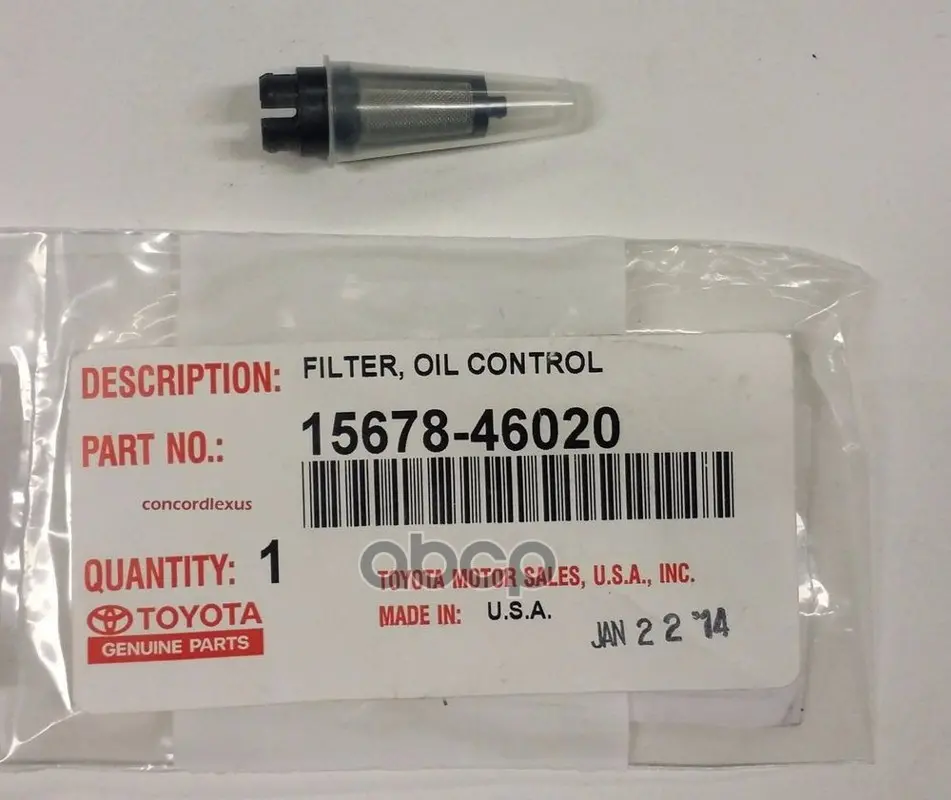 DESCRIPTION: FILTER, OIL CONTROL
PART NO.: 15678-46020
concordlexus
QUANTITY: 1
abcp
TOYOTA MOTOR SALES, U.S.A., INC.
TOYOTA
MADE IN: U.S.A.
GENUINE PARTS
JAN 22 '14